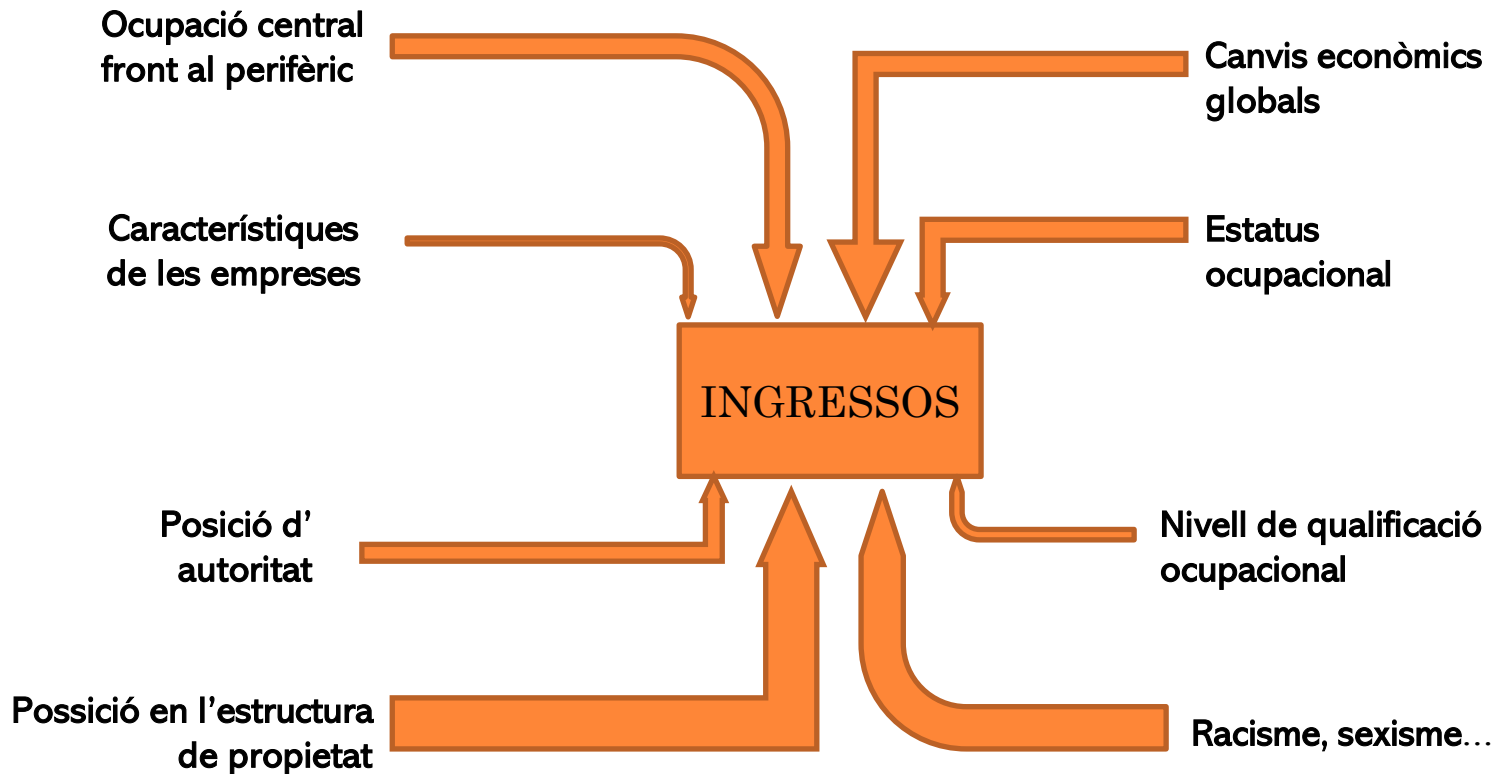 Ocupació central
front al perifèric
Canvis econòmics
globals
Característiques
de les empreses
Estatus
ocupacional
INGRESSOS
Posició d’
autoritat
Nivell de qualificació
ocupacional
Possició en l’estructura
de propietat
Racisme, sexisme…